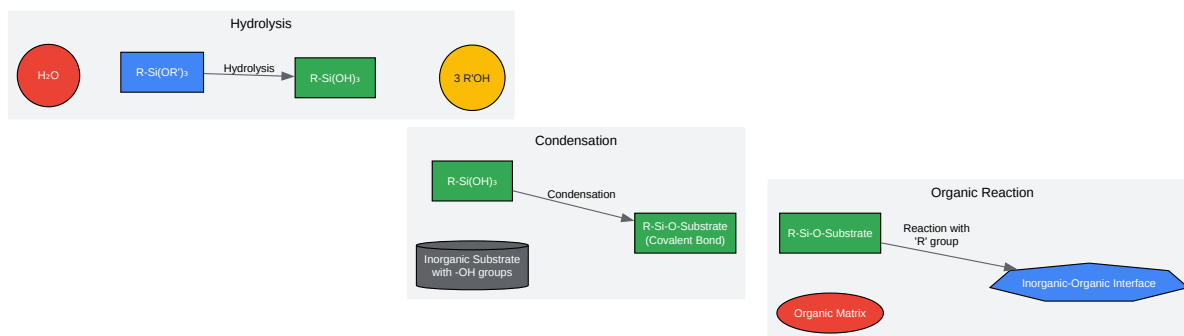 Hydrolysis
H₂O
R-Si(OR')₃
Hydrolysis
R-Si(OH)₃
3 R'OH
Condensation
R-Si(OH)₃
Condensation
R-Si-O-Substrate
(Covalent Bond)
Inorganic Substrate
with -OH groups
Organic Reaction
R-Si-O-Substrate
Reaction with
'R' group
Inorganic-Organic Interface
Organic Matrix